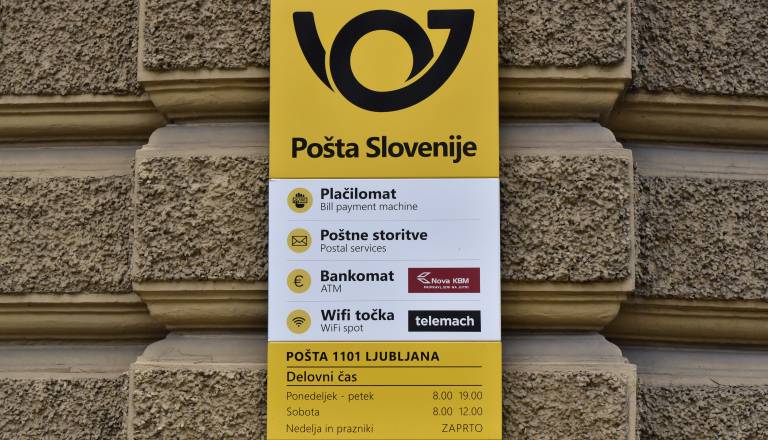 Pošta Slovenije
Plačilomat
Bill payment machine
Poštne storitve
Postal services
Bankomat
ATM
Nova KBM
Wifi točka
WiFi spot
telemach
POŠTA 1101 LJUBLJANA
Delovni čas
Ponedeljek - petek 8.00 19.00
Sobota 8.00 12.00
Nedelja in prazniki ZAPRTO